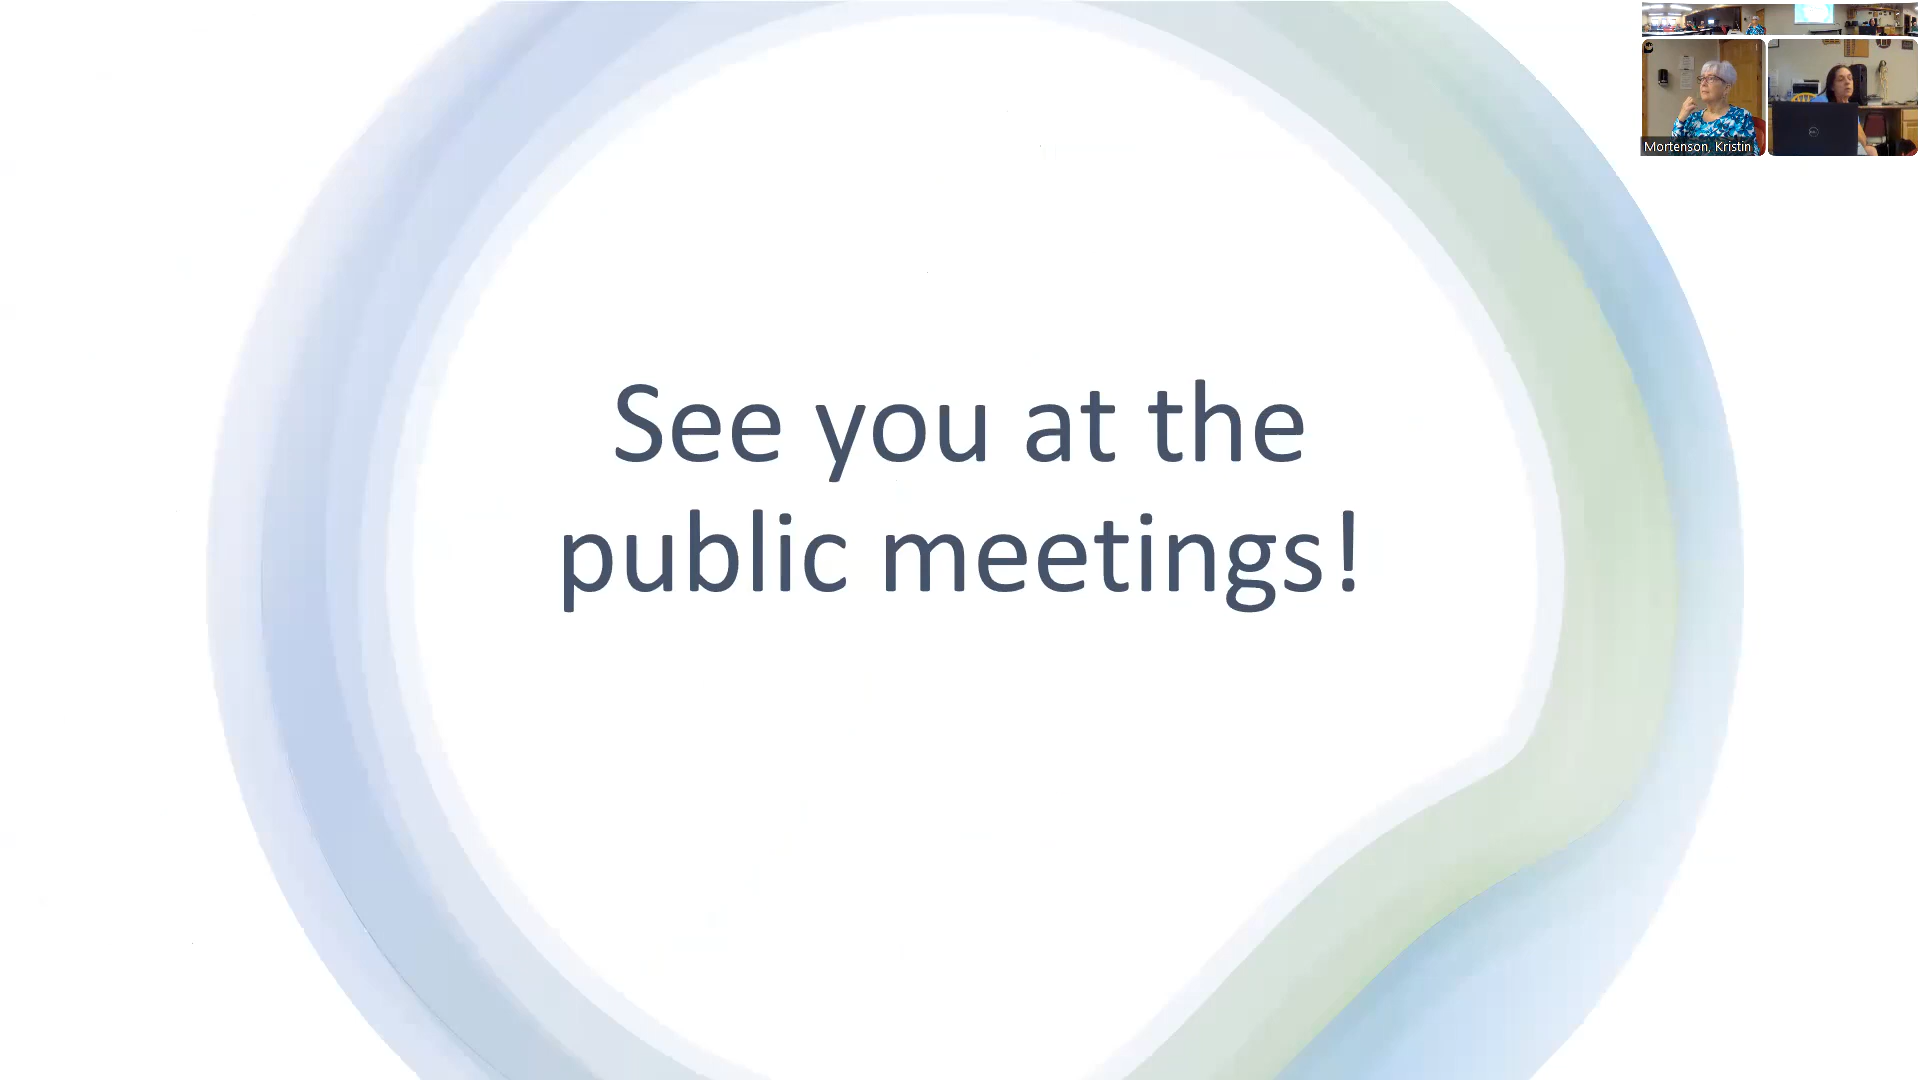 See you at the
public meetings!
Mortenson, Kristin